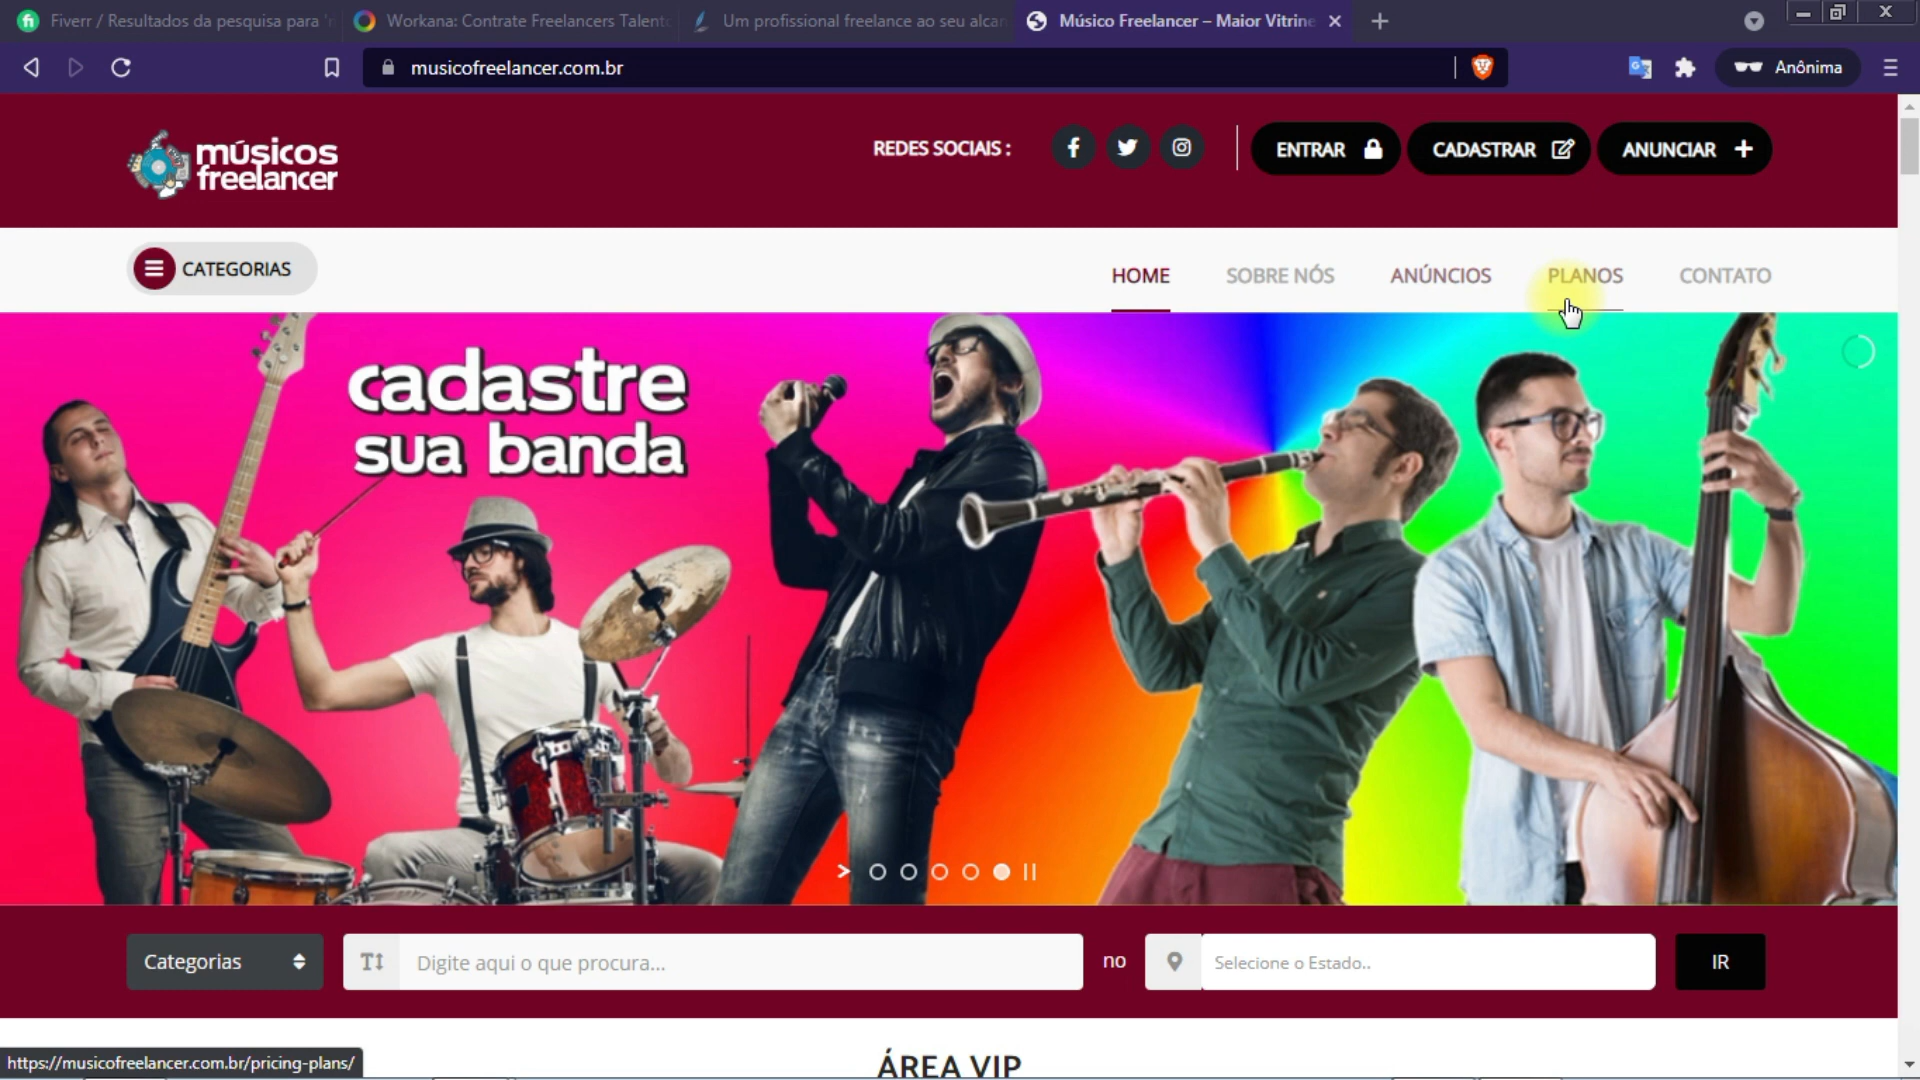 Fiverr / Resultados da pesquisa para 'r
Workana: Contrate Freelancers Talento
Um profissional freelance ao seu alcan
Músico Freelancer – Maior Vitrine
musicofreelancer.com.br
Anônima
músicos
freelancer
REDES SOCIAIS :
ENTRAR
CADASTRAR
ANUNCIAR
CATEGORIAS
HOME
SOBRE NÓS
ANÚNCIOS
PLANOS
CONTATO
cadastre
sua banda
Categorias
Digite aqui o que procura...
no
Selecione o Estado..
IR
ÁREA VIP
https://musicofreelancer.com.br/pricing-plans/